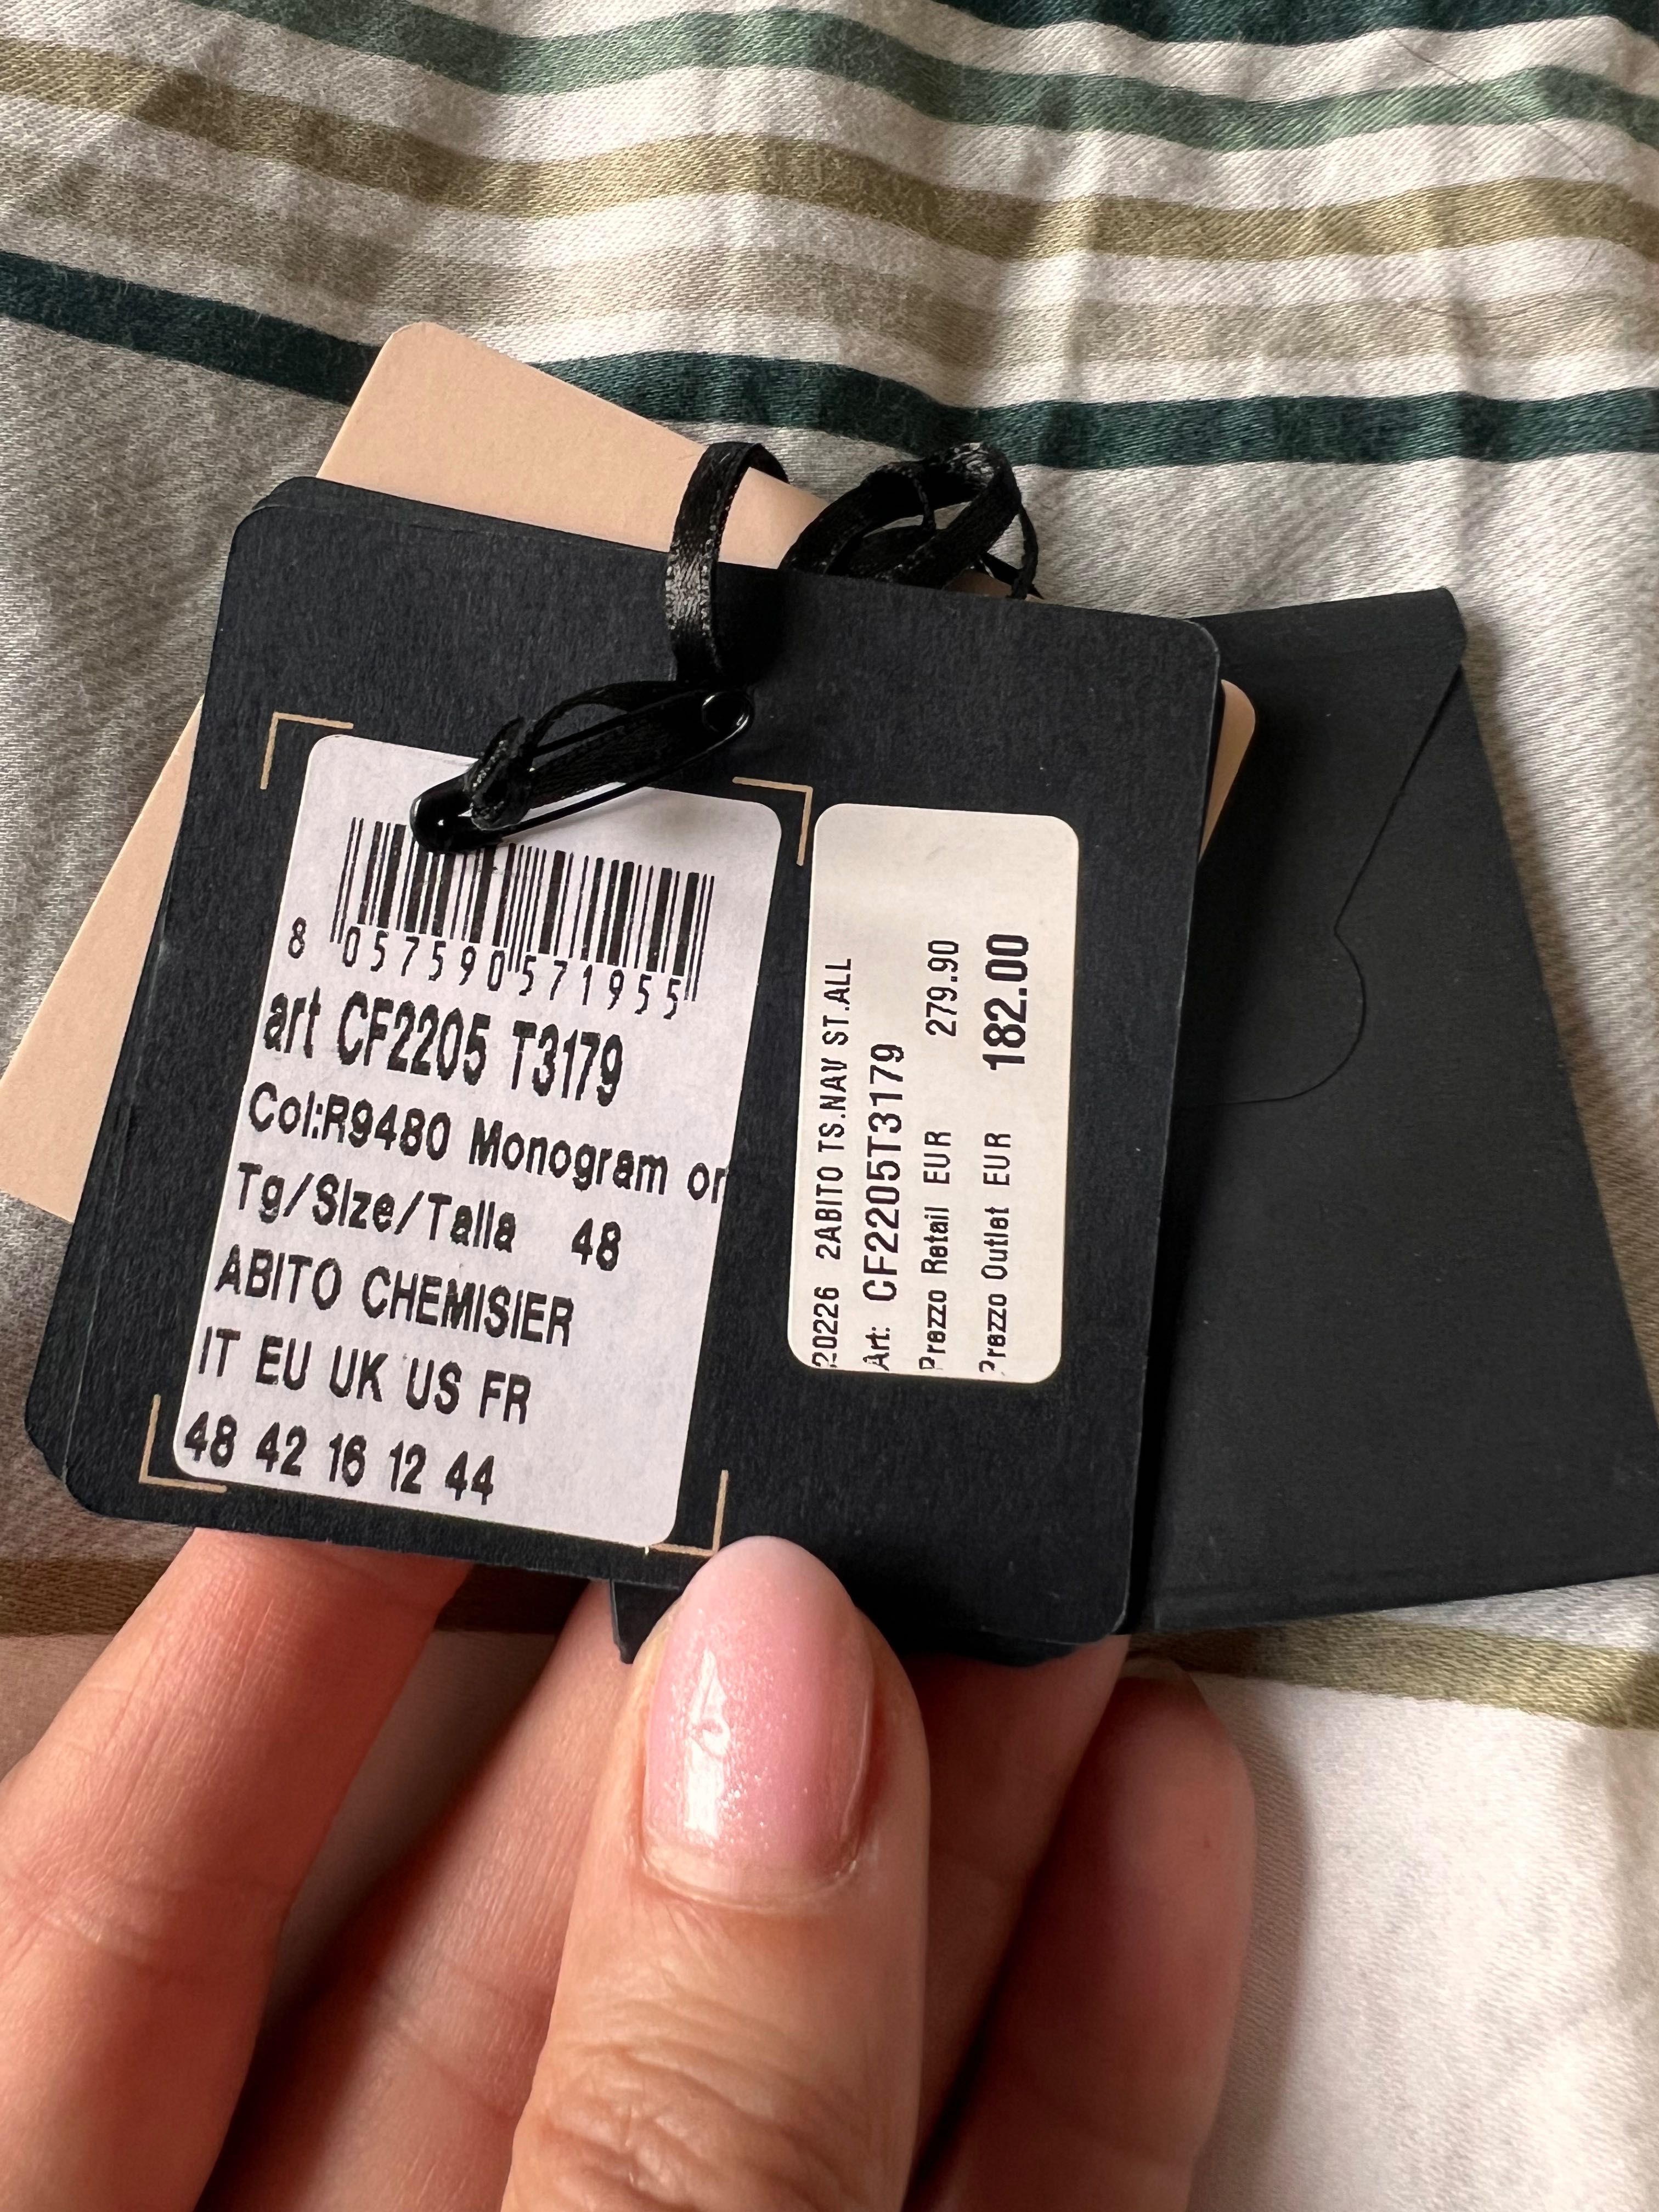 8 057590 571955
art CF2205 T3179
Col:R9480 Monogram or
Tg/Size/Talla 48
ABITO CHEMISIER
IT EU UK US FR
48 42 16 12 44
20226 2ABITO TS.NAV ST.ALL
Art: CF2205T3179
Prezzo Retail EUR 279.90
Prezzo Outlet EUR 182.00